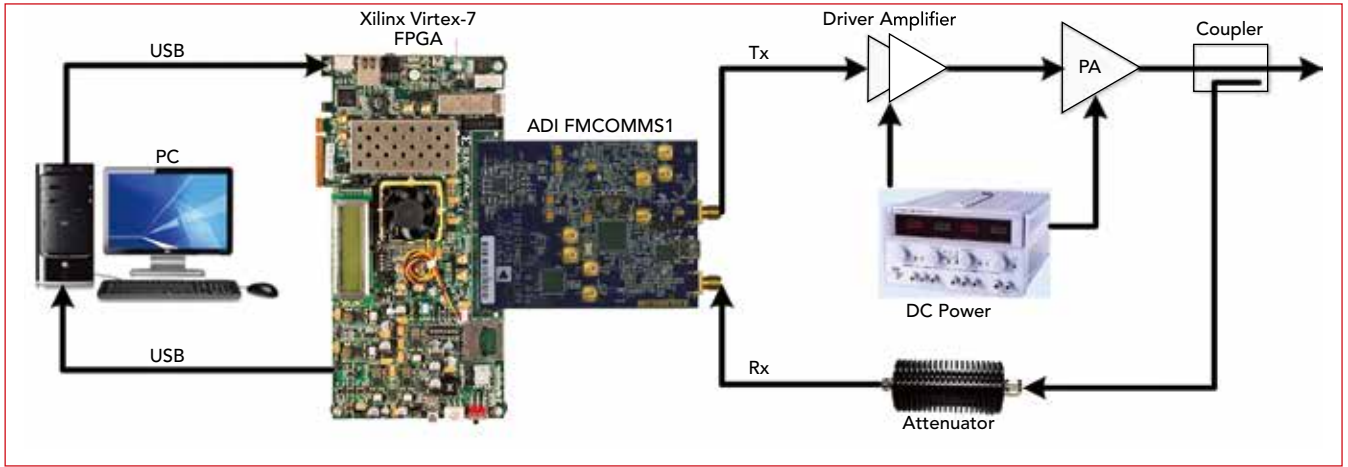 Xilinx Virtex-7
FPGA
USB
PC
USB
ADI FMCOMMS1
Tx
Driver Amplifier
PA
Coupler
DC Power
Rx
Attenuator